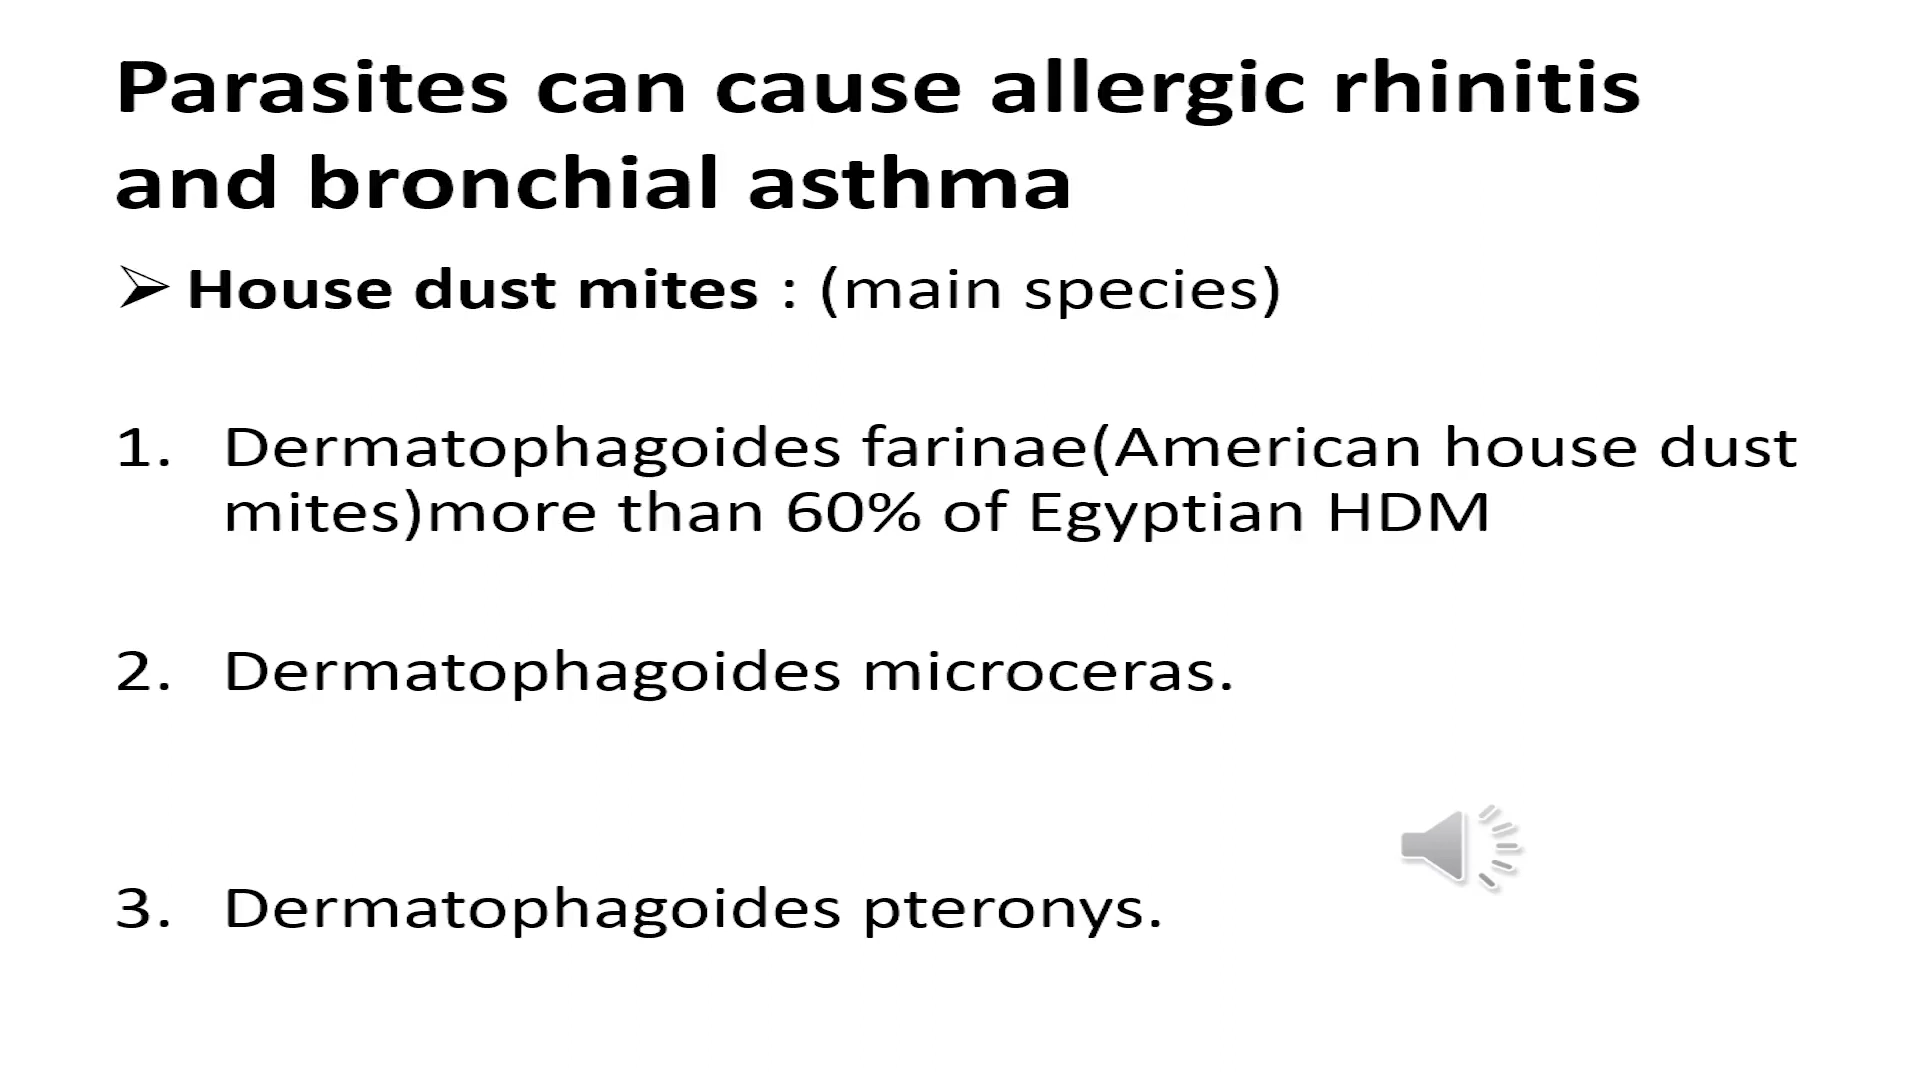 Parasites can cause allergic rhinitis
and bronchial asthma
➢ House dust mites : (main species)
1. Dermatophagoides farinae(American house dust
mites)more than 60% of Egyptian HDM
2. Dermatophagoides microceras.
3. Dermatophagoides pteronys.